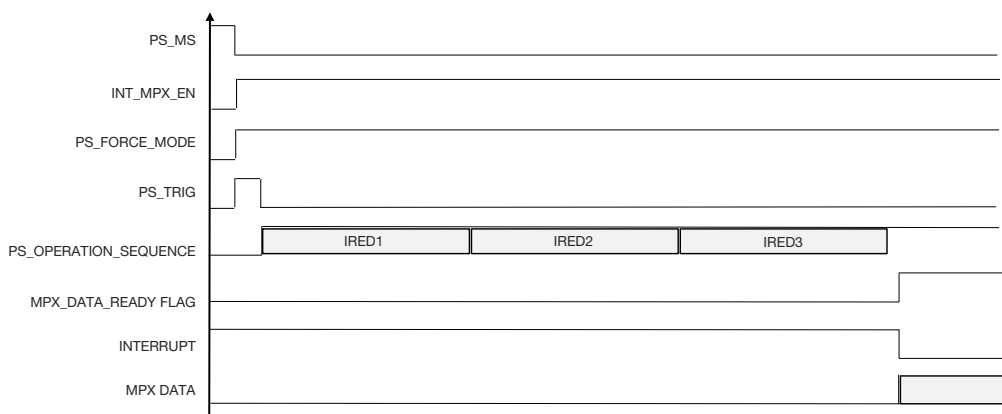 PS_MS
INT_MPX_EN
PS_FORCE_MODE
PS_TRIG
PS_OPERATION_SEQUENCE
IRED1
IRED2
IRED3
MPX_DATA_READY FLAG
INTERRUPT
MPX DATA